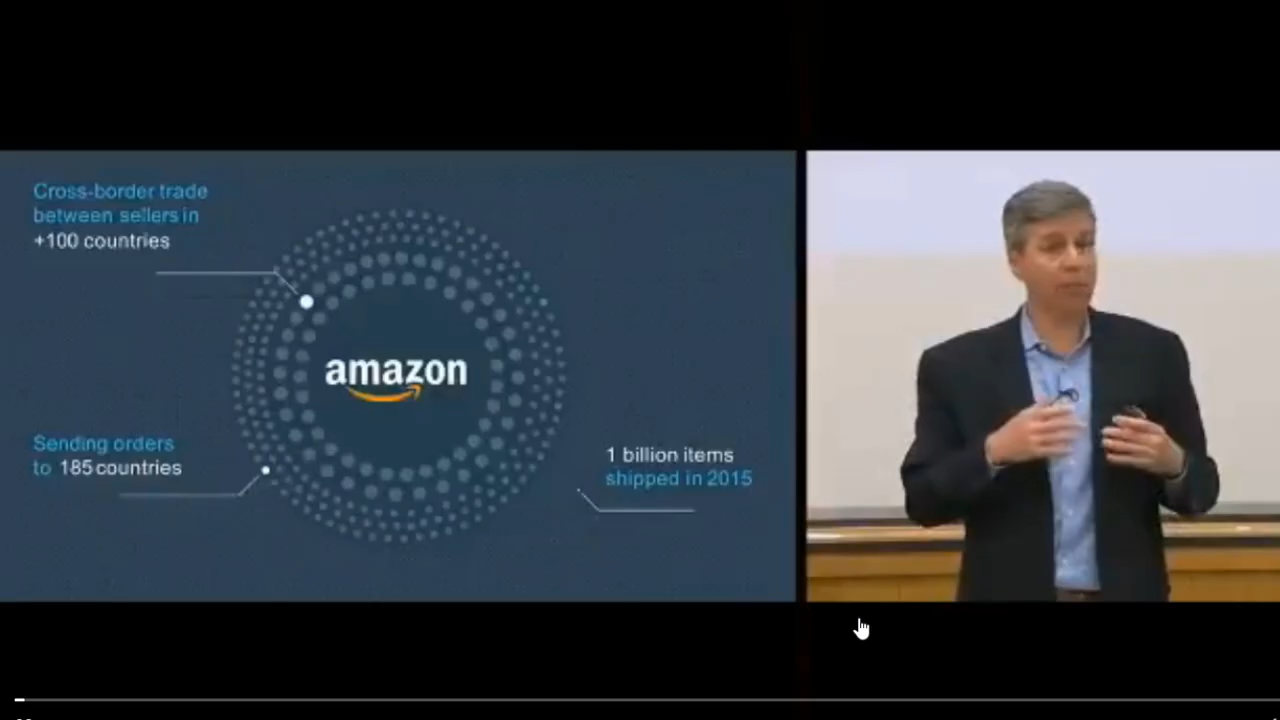 Cross-border trade
between sellers in
+100 countries
amazon
Sending orders
to 185 countries
1 billion items
shipped in 2015